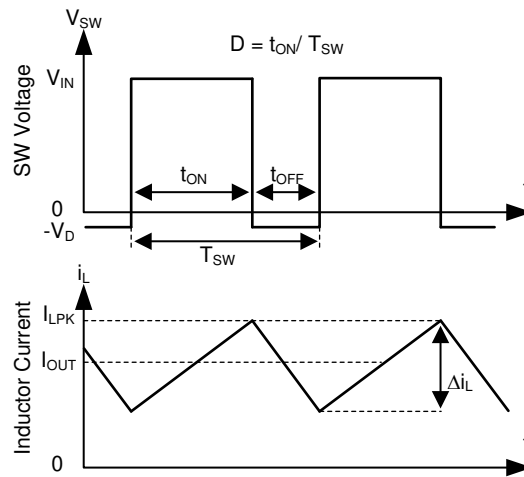 V_SW
D = t_ON/ T_SW
V_IN
SW Voltage
t_ON
t_OFF
0
-V_D
T_SW
i_L
I_LPK
I_OUT
Inductor Current
Δi_L
0